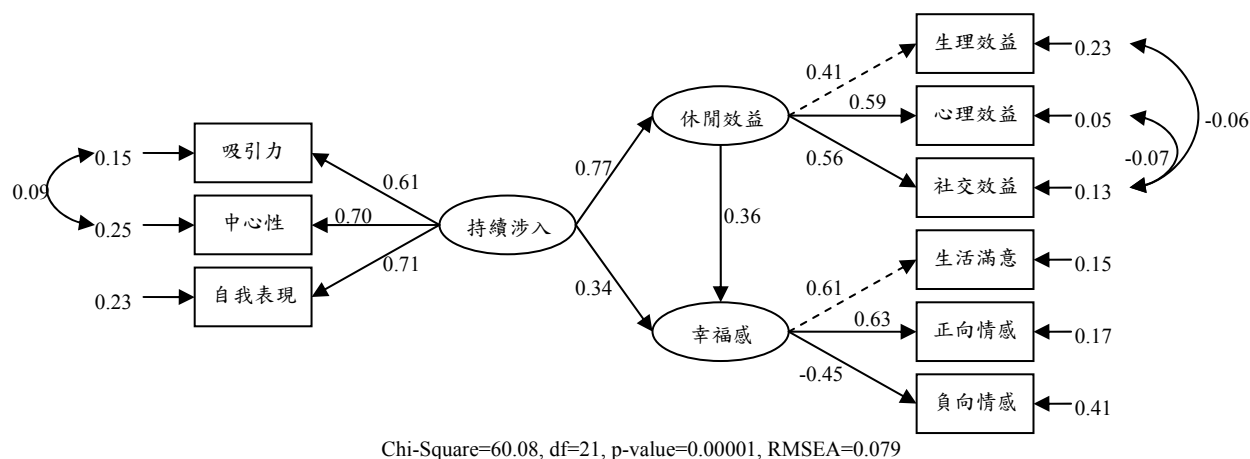 生理效益
0.23
0.41
休閒效益
0.59
心理效益
0.05
-0.06
-0.07
0.56
社交效益
0.13
0.15
吸引力
0.77
0.09
0.61
0.25
中心性
0.70
持續涉入
0.36
0.71
0.23
自我表現
0.34
生活滿意
0.15
0.61
幸福感
0.63
正向情感
0.17
-0.45
負向情感
0.41
Chi-Square=60.08, df=21, p-value=0.00001, RMSEA=0.079